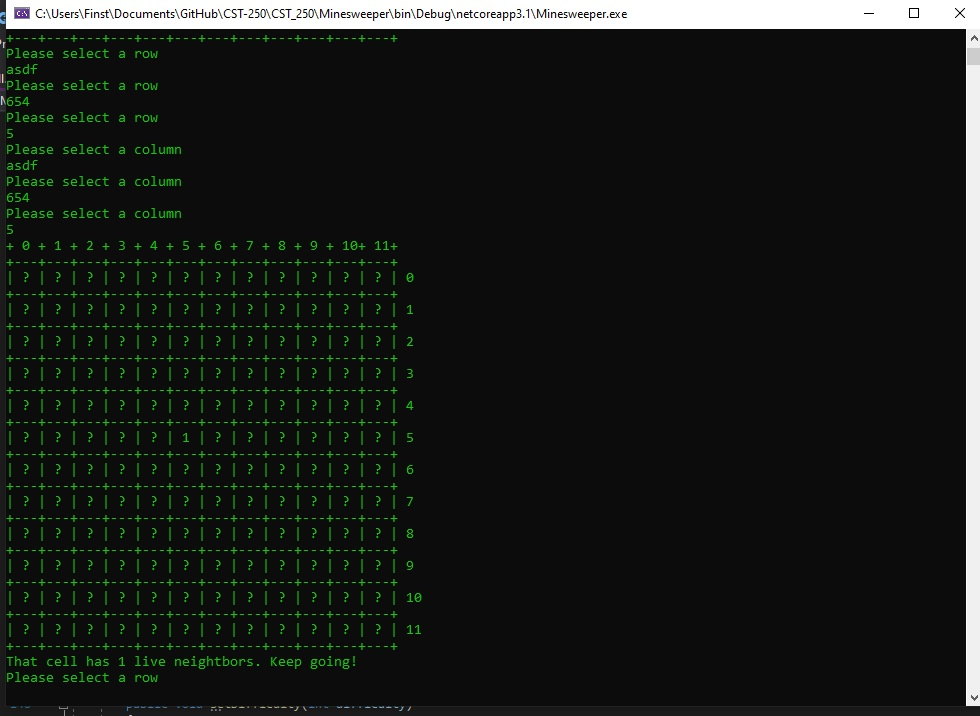 C:\Users\Finst\Documents\GitHub\CST-250\CST_250\Minesweeper\bin\Debug\netcoreapp3.1\Minesweeper.exe
+---+---+---+---+---+---+---+---+---+---+---+---+
Please select a row
asdf
Please select a row
654
Please select a row
5
Please select a column
asdf
Please select a column
654
Please select a column
5
+ 0 + 1 + 2 + 3 + 4 + 5 + 6 + 7 + 8 + 9 + 10+ 11+
+---+---+---+---+---+---+---+---+---+---+---+---+
| ? | ? | ? | ? | ? | ? | ? | ? | ? | ? | ? | ? | 0
+---+---+---+---+---+---+---+---+---+---+---+---+
| ? | ? | ? | ? | ? | ? | ? | ? | ? | ? | ? | ? | 1
+---+---+---+---+---+---+---+---+---+---+---+---+
| ? | ? | ? | ? | ? | ? | ? | ? | ? | ? | ? | ? | 2
+---+---+---+---+---+---+---+---+---+---+---+---+
| ? | ? | ? | ? | ? | ? | ? | ? | ? | ? | ? | ? | 3
+---+---+---+---+---+---+---+---+---+---+---+---+
| ? | ? | ? | ? | ? | ? | ? | ? | ? | ? | ? | ? | 4
+---+---+---+---+---+---+---+---+---+---+---+---+
| ? | ? | ? | ? | ? | 1 | ? | ? | ? | ? | ? | ? | 5
+---+---+---+---+---+---+---+---+---+---+---+---+
| ? | ? | ? | ? | ? | ? | ? | ? | ? | ? | ? | ? | 6
+---+---+---+---+---+---+---+---+---+---+---+---+
| ? | ? | ? | ? | ? | ? | ? | ? | ? | ? | ? | ? | 7
+---+---+---+---+---+---+---+---+---+---+---+---+
| ? | ? | ? | ? | ? | ? | ? | ? | ? | ? | ? | ? | 8
+---+---+---+---+---+---+---+---+---+---+---+---+
| ? | ? | ? | ? | ? | ? | ? | ? | ? | ? | ? | ? | 9
+---+---+---+---+---+---+---+---+---+---+---+---+
| ? | ? | ? | ? | ? | ? | ? | ? | ? | ? | ? | ? | 10
+---+---+---+---+---+---+---+---+---+---+---+---+
| ? | ? | ? | ? | ? | ? | ? | ? | ? | ? | ? | ? | 11
+---+---+---+---+---+---+---+---+---+---+---+---+
That cell has 1 live neightbors. Keep going!
Please select a row